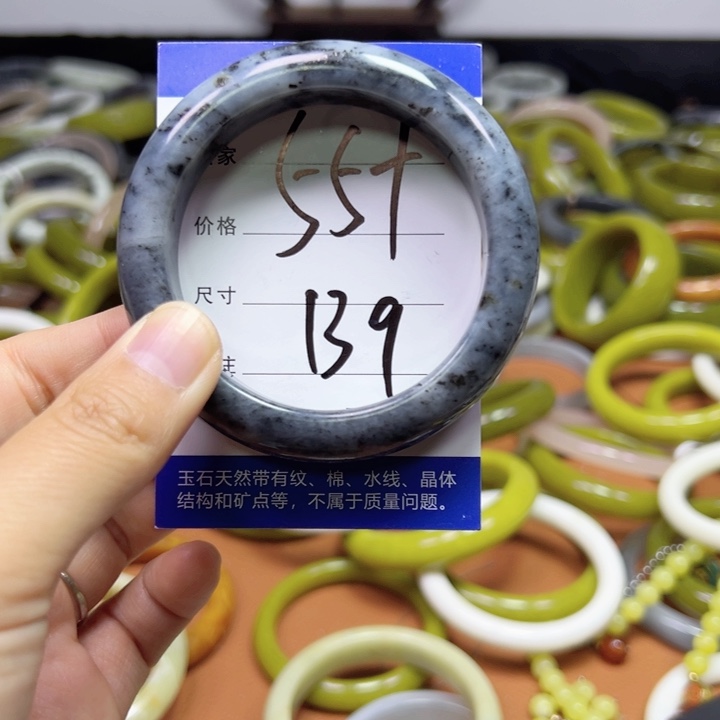 家
55+
价格
尺寸
139
注
玉石天然带有纹、棉、水线、晶体
结构和矿点等，不属于质量问题。